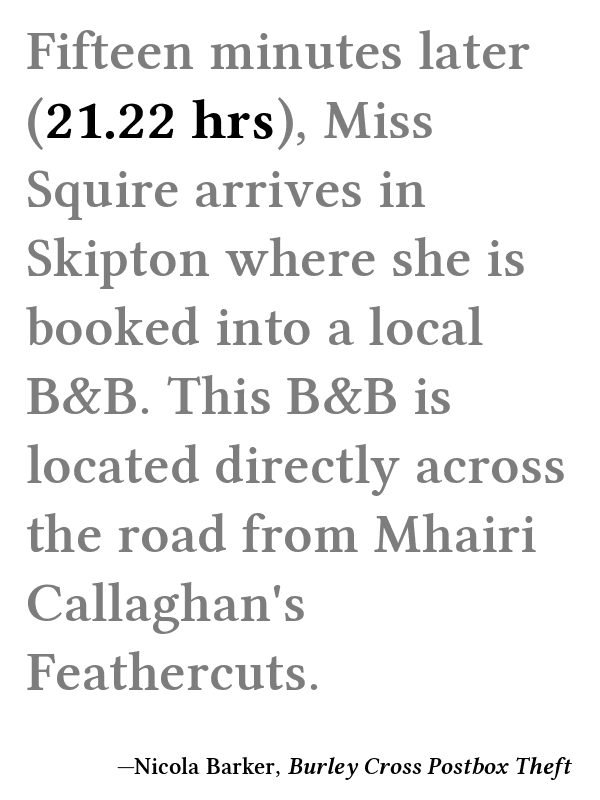 Fifteen minutes later
(21.22 hrs), Miss
Squire arrives in
Skipton where she is
booked into a local
B&B. This B&B is
located directly across
the road from Mhairi
Callaghan's
Feathercuts.
—Nicola Barker, Burley Cross Postbox Theft